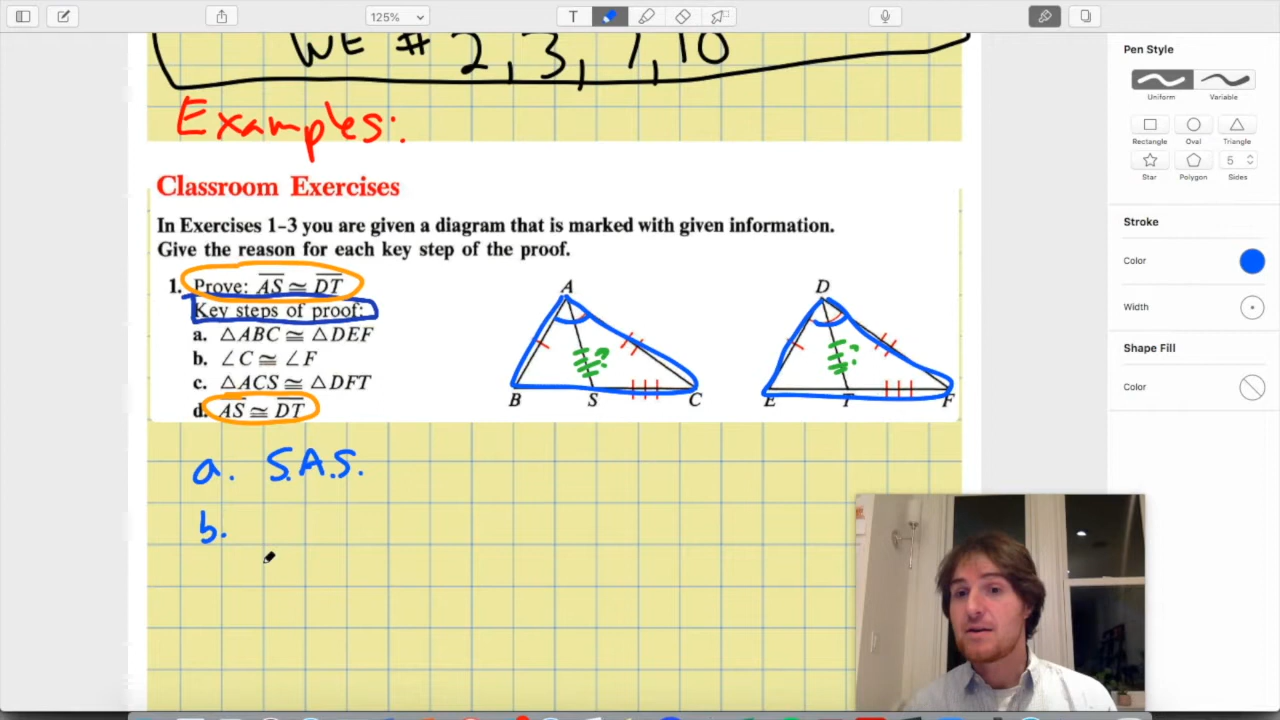 125%
T
WE # 2, 3, 7, 10
Examples:
Classroom Exercises
In Exercises 1–3 you are given a diagram that is marked with given information.
Give the reason for each key step of the proof.
1. Prove: AS ≅ DT
Key steps of proof:
a. △ABC ≅ △DEF
b. ∠C ≅ ∠F
c. △ACS ≅ △DFT
d. AS ≅ DT
A
B S C
?
D
E T F
?
a. S.A.S.
b.
Pen Style
Uniform Variable
Rectangle Oval Triangle
5
Star Polygon Sides
Stroke
Color
Width
Shape Fill
Color